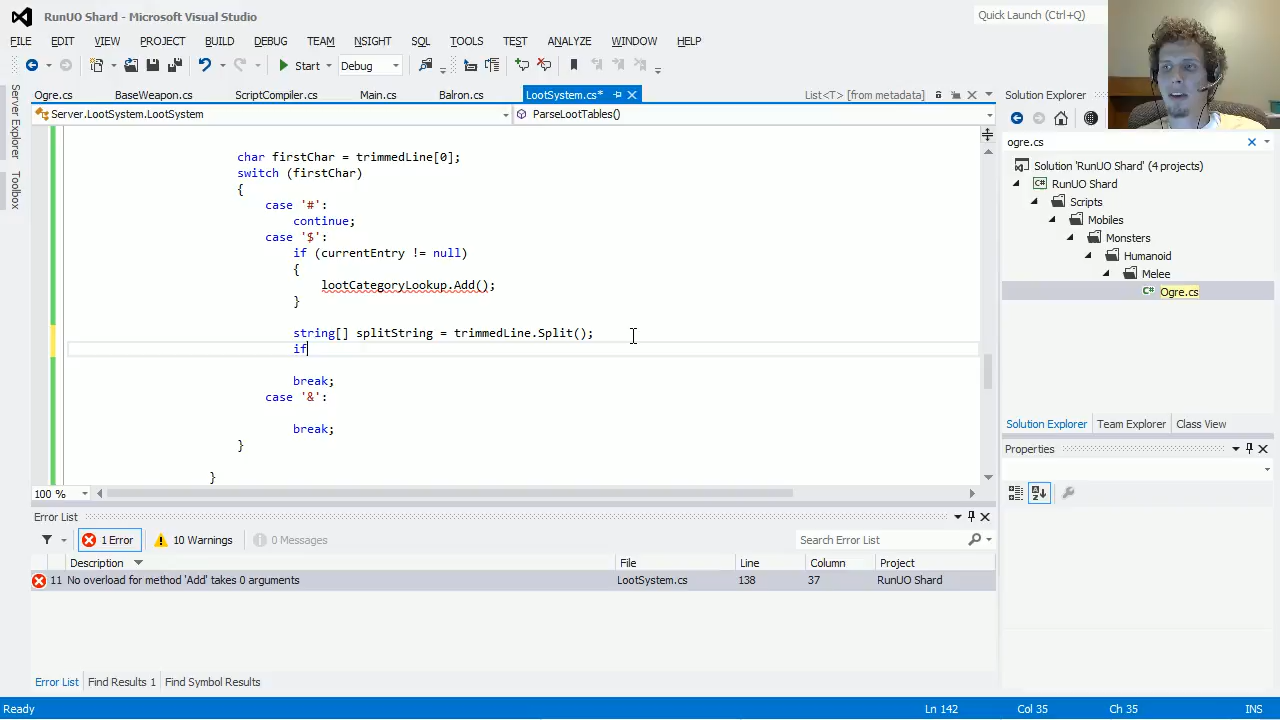 RunUO Shard - Microsoft Visual Studio
Quick Launch (Ctrl+Q)
FILE EDIT VIEW PROJECT BUILD DEBUG TEAM NSIGHT SQL TOOLS TEST ANALYZE WINDOW HELP
Start Debug
Ogre.cs BaseWeapon.cs ScriptCompiler.cs Main.cs Balron.cs LootSystem.cs* List<T> [from metadata]
Server.LootSystem.LootSystem ParseLootTables()
Server Explorer
Toolbox
char firstChar = trimmedLine[0];
switch (firstChar)
{
case '#':
continue;
case '$':
if (currentEntry != null)
{
lootCategoryLookup.Add();
}
string[] splitString = trimmedLine.Split();
if
break;
case '&':
break;
}
}
100 %
Solution Explorer
ogre.cs
Solution 'RunUO Shard' (4 projects)
RunUO Shard
Scripts
Mobiles
Monsters
Humanoid
Melee
Ogre.cs
Solution Explorer Team Explorer Class View
Properties
Error List
1 Error 10 Warnings 0 Messages Search Error List
Description File Line Column Project
11 No overload for method 'Add' takes 0 arguments LootSystem.cs 138 37 RunUO Shard
Error List Find Results 1 Find Symbol Results
Ready Ln 142 Col 35 Ch 35 INS